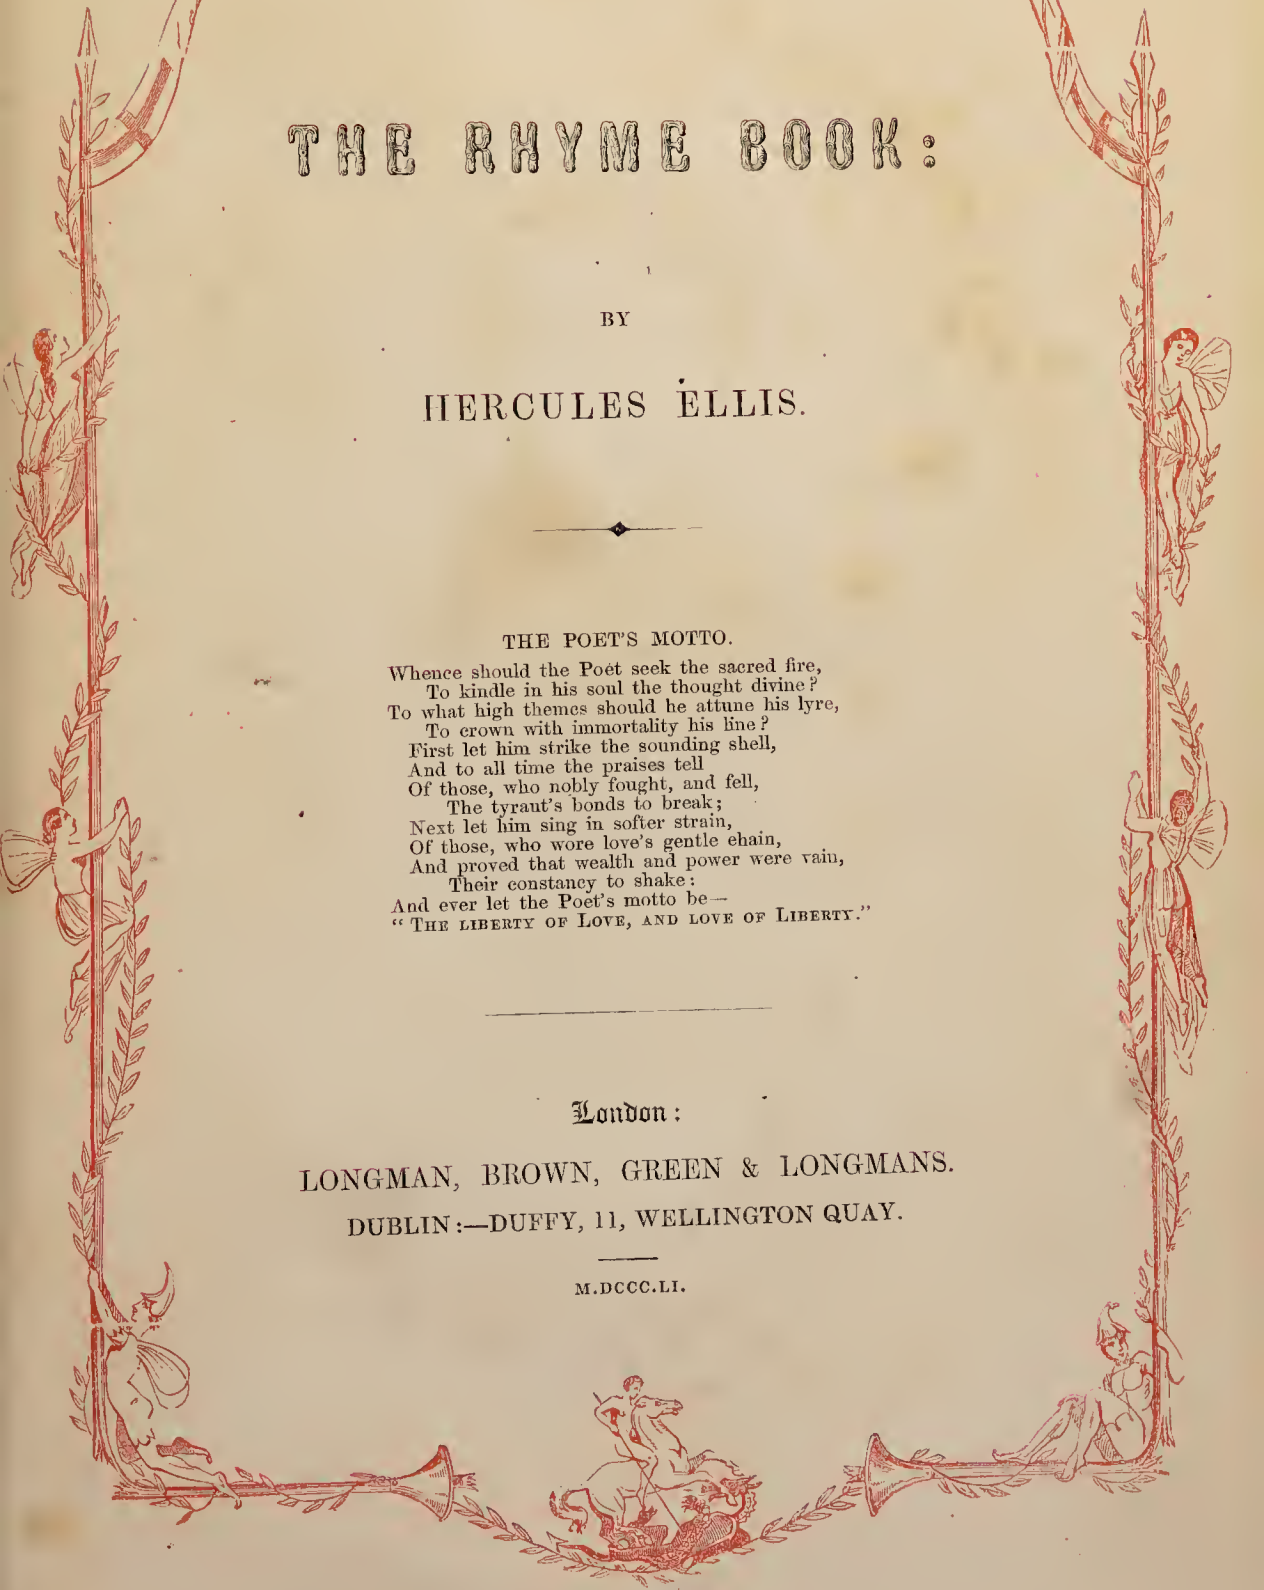 THE RHYME BOOK:
BY
HERCULES ELLIS.
THE POET'S MOTTO.
Whence should the Poet seek the sacred fire,
To kindle in his soul the thought divine?
To what high themes should he attune his lyre,
To crown with immortality his line?
First let him strike the sounding shell,
And to all time the praises tell
Of those, who nobly fought, and fell,
The tyrant's bonds to break;
Next let him sing in softer strain,
Of those, who wore love's gentle chain,
And proved that wealth and power were vain,
Their constancy to shake:
And ever let the Poet's motto be—
"THE LIBERTY OF LOVE, AND LOVE OF LIBERTY."
London:
LONGMAN, BROWN, GREEN & LONGMANS.
DUBLIN:—DUFFY, 11, WELLINGTON QUAY.
M.DCCC.LI.